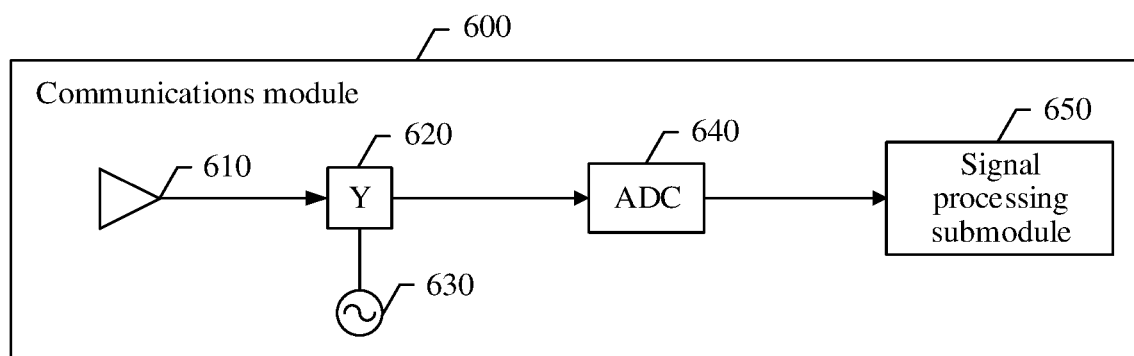 600
Communications module
610
620
Y
630
640
ADC
650
Signal
processing
submodule